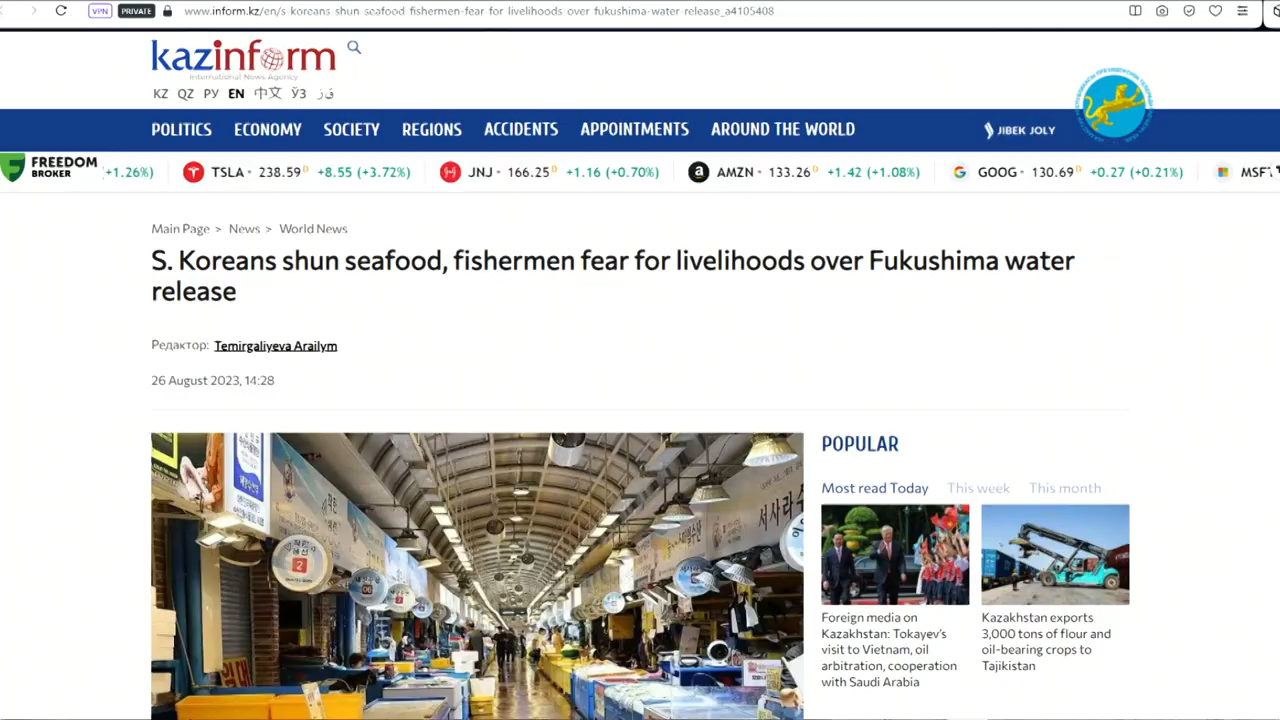 VPN PRIVATE www.inform.kz/en/s-koreans-shun-seafood-fishermen-fear-for-livelihoods-over-fukushima-water-release_a4105408
kazinform
International News Agency
KZ QZ РУ EN 中文 ЎЗ ق ز
POLITICS ECONOMY SOCIETY REGIONS ACCIDENTS APPOINTMENTS AROUND THE WORLD JIBEK JOLY
FREEDOM BROKER +1.26%) TSLA • 238.59 D +8.55 (+3.72%) JNJ • 166.25 D +1.16 (+0.70%) AMZN • 133.26 D +1.42 (+1.08%) GOOG • 130.69 D +0.27 (+0.21%) MSFT
Main Page > News > World News
S. Koreans shun seafood, fishermen fear for livelihoods over Fukushima water
release
Редактор: Temirgaliyeva Arailym
26 August 2023, 14:28
POPULAR
Most read Today This week This month
Foreign media on
Kazakhstan: Tokayev's
visit to Vietnam, oil
arbitration, cooperation
with Saudi Arabia
Kazakhstan exports
3,000 tons of flour and
oil-bearing crops to
Tajikistan